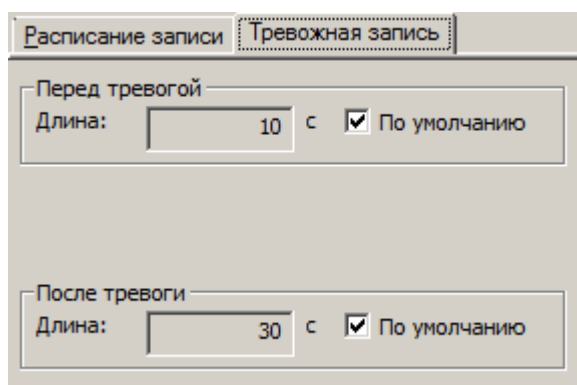 Расписание записи Тревожная запись
Перед тревогой
Длина: 10 с По умолчанию
После тревоги
Длина: 30 с По умолчанию